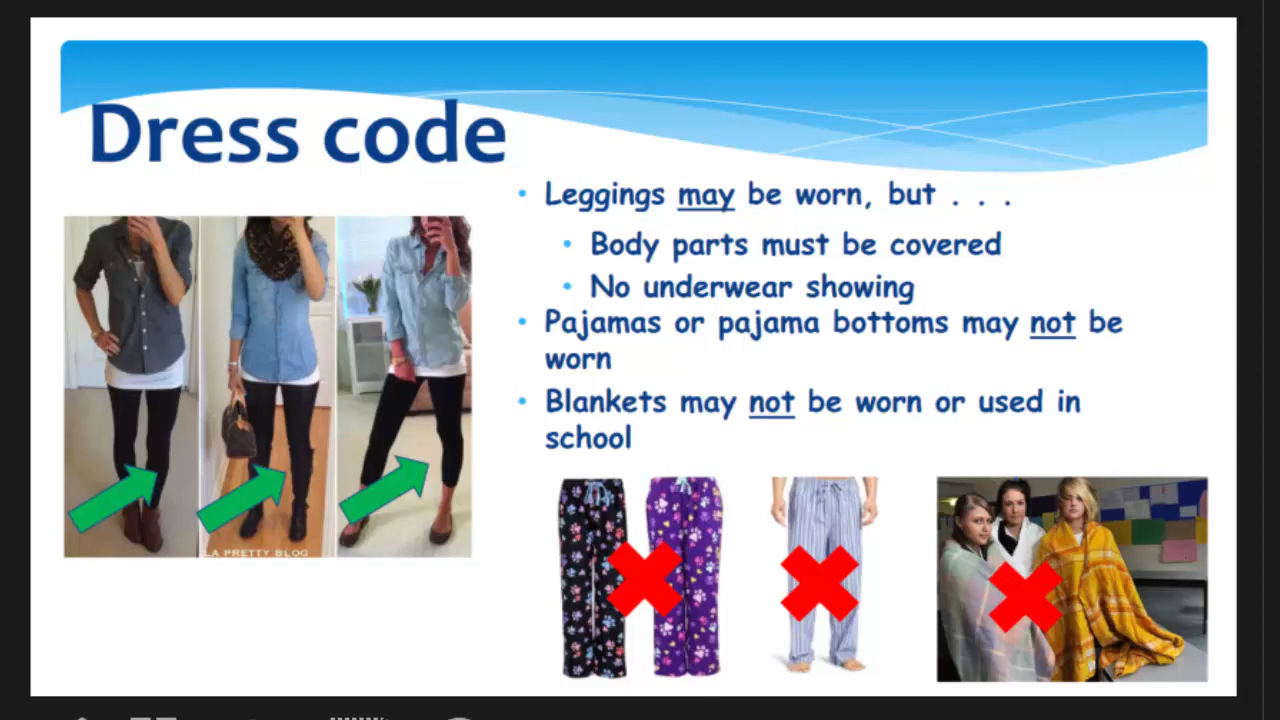 Dress code
Leggings may be worn, but . . .
Body parts must be covered
No underwear showing
Pajamas or pajama bottoms may not be
worn
Blankets may not be worn or used in
school
LA PRETTY BLOG